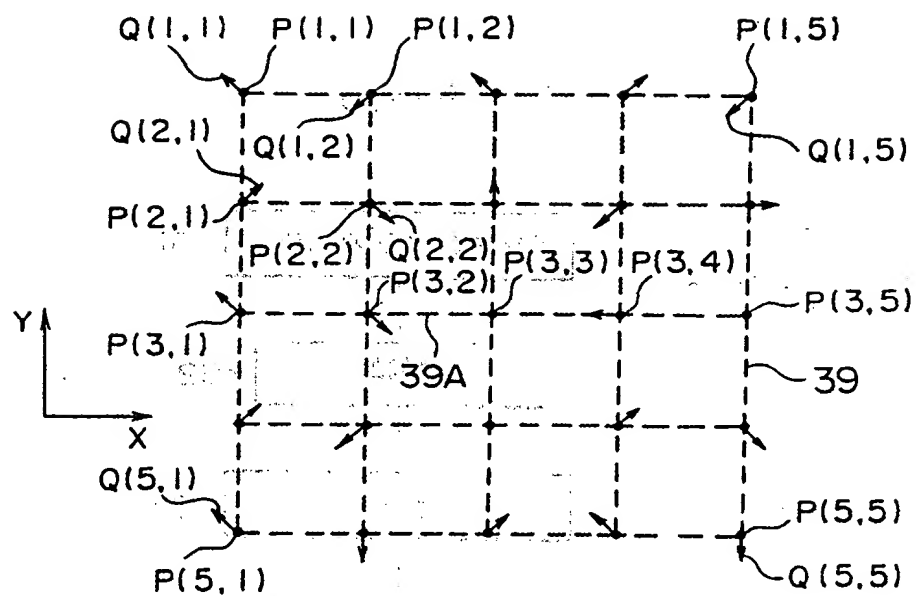 Q(1,1) P(1,1) P(1,2) P(1,5)
Q(2,1) Q(1,2) Q(1,5)
P(2,1) P(2,2) Q(2,2) P(3,3) P(3,4)
P(3,2) P(3,5)
Y P(3,1) 39A 39
X
Q(5,1) P(5,5)
P(5,1) Q(5,5)